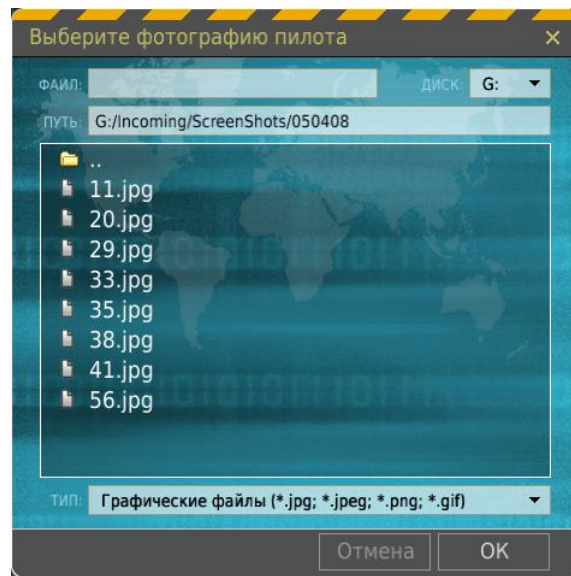 Выберите фотографию пилота ×
ФАЙЛ: ДИСК: G:
ПУТЬ: G:/Incoming/ScreenShots/050408
..
11.jpg
20.jpg
29.jpg
33.jpg
35.jpg
38.jpg
41.jpg
56.jpg
ТИП: Графические файлы (*.jpg; *.jpeg; *.png; *.gif)
Отмена OK